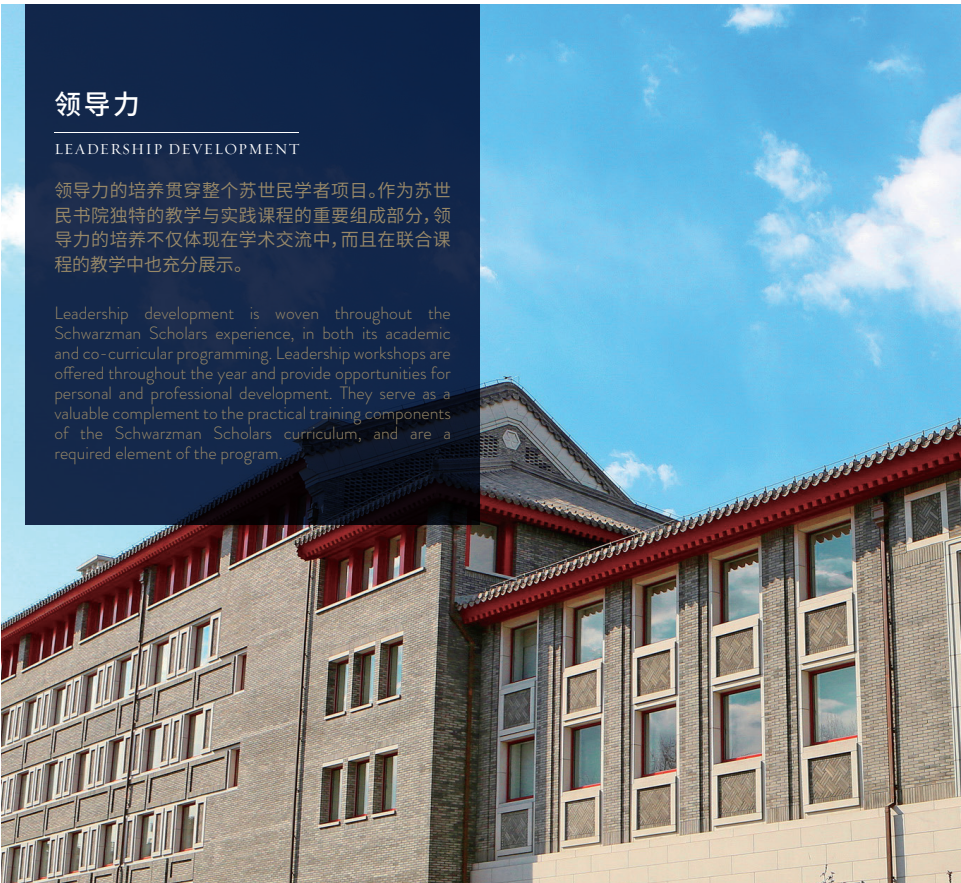 领导力
LEADERSHIP DEVELOPMENT
领导力的培养贯穿整个苏世民学者项目。作为苏世
民书院独特的教学与实践课程的重要组成部分，领
导力的培养不仅体现在学术交流中，而且在联合课
程的教学中也充分展示。
Leadership development is woven throughout the
Schwarzman Scholars experience, in both its academic
and co-curricular programming. Leadership workshops are
offered throughout the year and provide opportunities for
personal and professional development. They serve as a
valuable complement to the practical training components
of the Schwarzman Scholars curriculum, and are a
required element of the program.